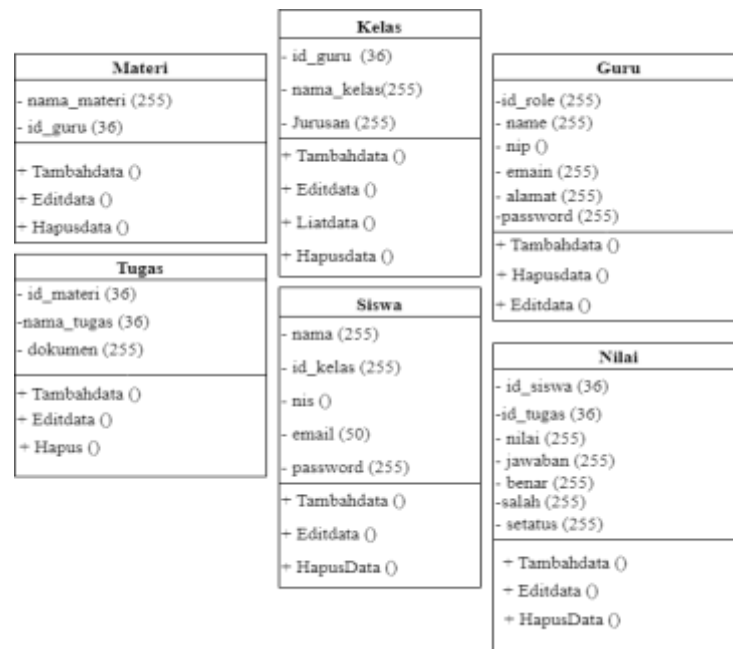 Materi
- nama_materi (255)
- id_guru (36)
+ Tambahdata ()
+ Editdata ()
+ Hapusdata ()
Tugas
- id_materi (36)
-nama_tugas (36)
- dokumen (255)
+ Tambahdata ()
+ Editdata ()
+ Hapus ()
Kelas
- id_guru (36)
- nama_kelas(255)
- Jurusan (255)
+ Tambahdata ()
+ Editdata ()
+ Liatdata ()
+ Hapusdata ()
Siswa
- nama (255)
- id_kelas (255)
- nis ()
- email (50)
- password (255)
+ Tambahdata ()
+ Editdata ()
+ HapusData ()
Guru
-id_role (255)
- name (255)
- nip ()
- emain (255)
- alamat (255)
-password (255)
+ Tambahdata ()
+ Hapusdata ()
+ Editdata ()
Nilai
- id_siswa (36)
-id_tugas (36)
- nilai (255)
- jawaban (255)
- benar (255)
-salah (255)
- setatus (255)
+ Tambahdata ()
+ Editdata ()
+ HapusData ()